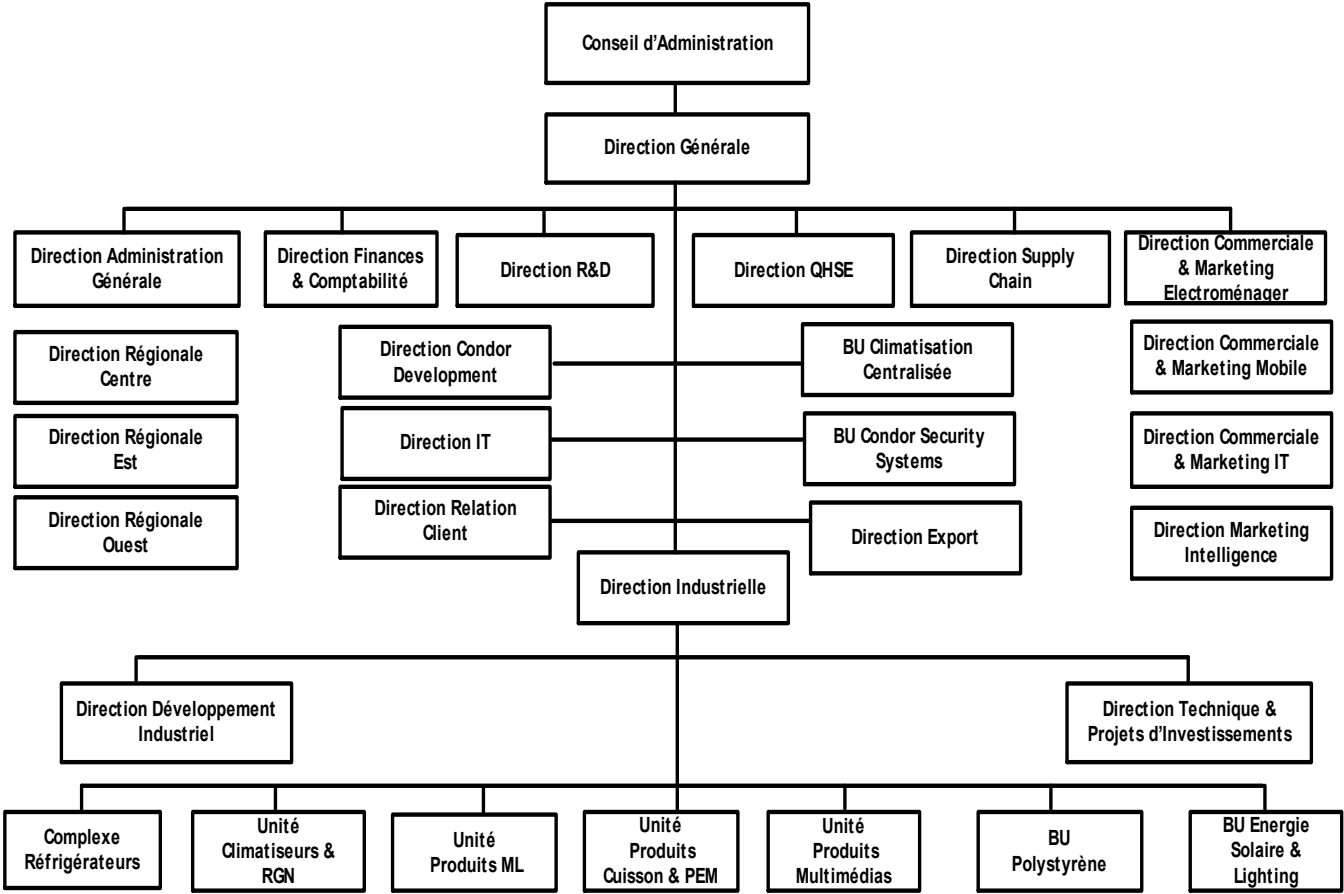 Conseil d'Administration
Direction Générale
Direction Administration
Générale
Direction Finances
& Comptabilité
Direction R&D
Direction QHSE
Direction Supply
Chain
Direction Commerciale
& Marketing
Electroménager
Direction Régionale
Centre
Direction Condor
Development
BU Climatisation
Centralisée
Direction Commerciale
& Marketing Mobile
Direction Régionale
Est
Direction IT
BU Condor Security
Systems
Direction Commerciale
& Marketing IT
Direction Régionale
Ouest
Direction Relation
Client
Direction Export
Direction Marketing
Intelligence
Direction Industrielle
Direction Développement
Industriel
Direction Technique &
Projets d'Investissements
Complexe
Réfrigérateurs
Unité
Climatiseurs &
RGN
Unité
Produits ML
Unité
Produits
Cuisson & PEM
Unité
Produits
Multimédias
BU
Polystyrène
BU Energie
Solaire &
Lighting